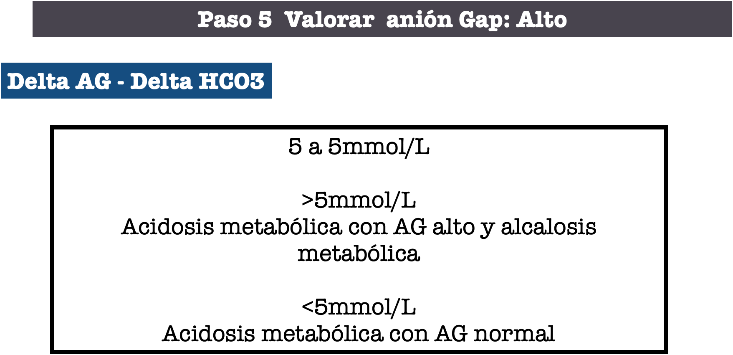 Paso 5 Valorar anión Gap: Alto
Delta AG - Delta HCO3
5 a 5mmol/L
>5mmol/L
Acidosis metabólica con AG alto y alcalosis
metabólica
<5mmol/L
Acidosis metabólica con AG normal